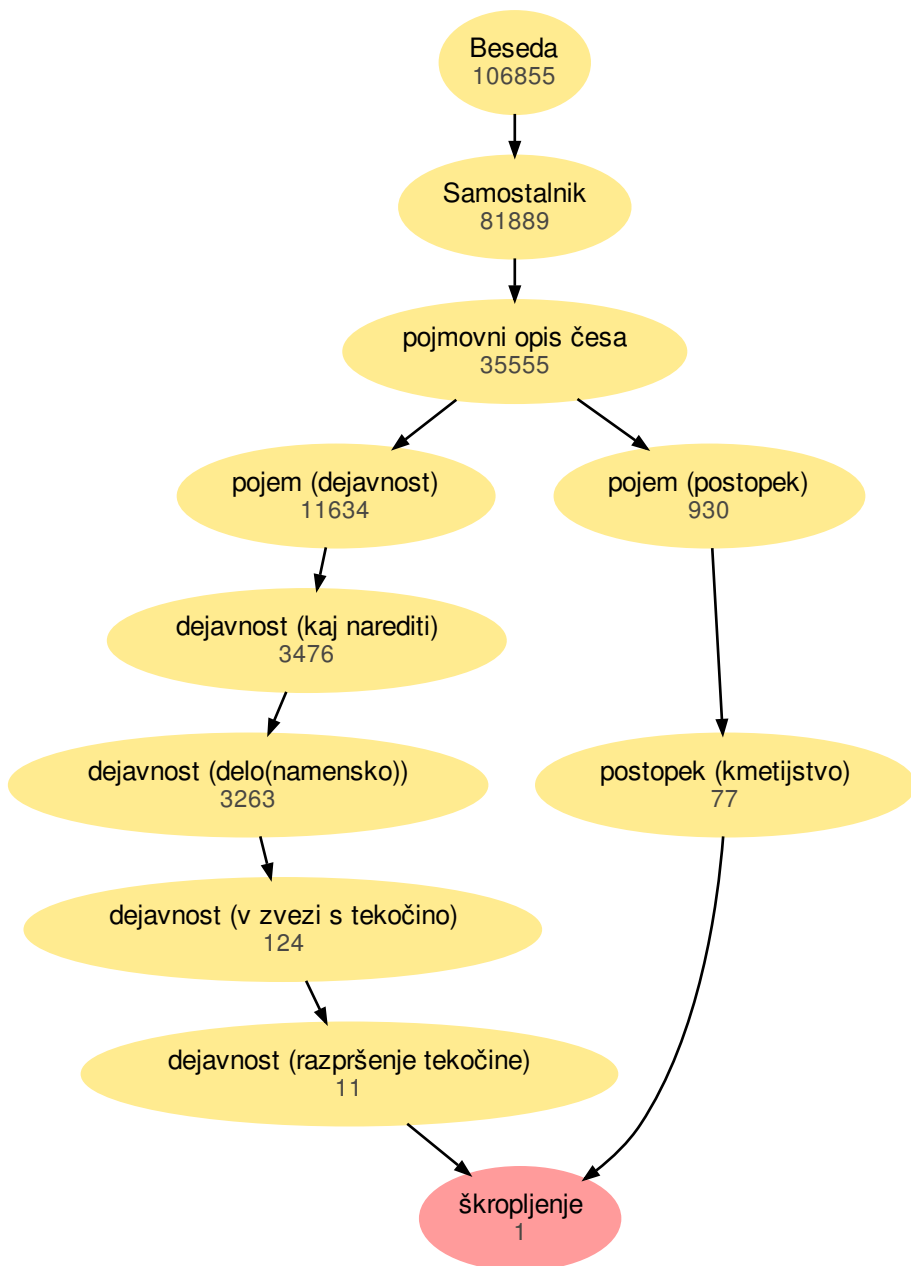 Beseda
106855
Samostalnik
81889
pojmovni opis česa
35555
pojem (dejavnost)
11634
pojem (postopek)
930
dejavnost (kaj narediti)
3476
dejavnost (delo(namensko))
3263
postopek (kmetijstvo)
77
dejavnost (v zvezi s tekočino)
124
dejavnost (razpršenje tekočine)
11
škropljenje
1